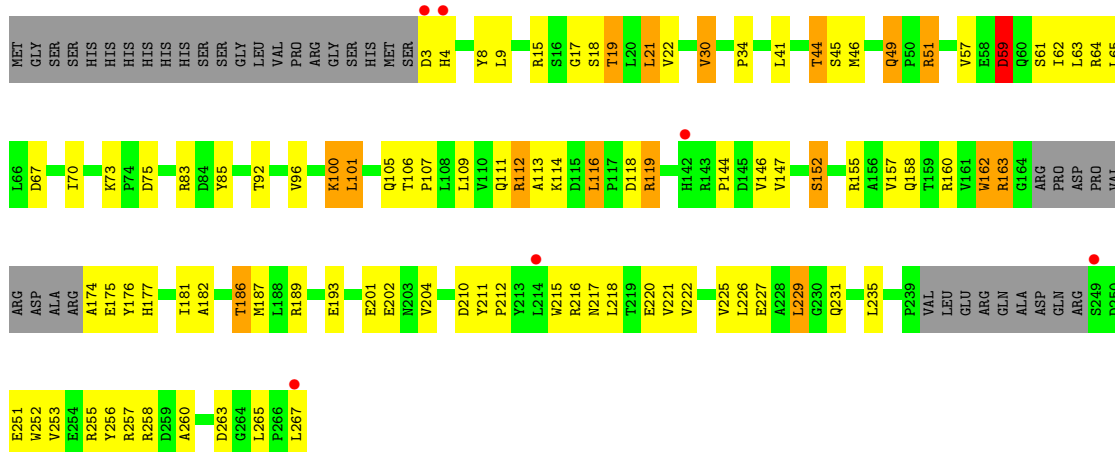 MET GLY SER SER HIS HIS HIS HIS HIS HIS SER SER GLY LEU VAL PRO ARG GLY SER HIS MET SER D3 H4 Y8 L9 R15 S16 G17 S18 T19 L20 L21 V22 V30 P34 L41 T44 S45 M46 Q49 P50 R51 V57 E58 D59 Q60 S61 I62 L63 R64 L65
L66 D67 I70 K73 P74 D75 R83 D84 Y85 T92 V96 K100 L101 Q105 T106 P107 L108 L109 V110 Q111 R112 A113 K114 D115 L116 P117 D118 R119 H142 R143 P144 D145 V146 V147 S152 R155 A156 V157 Q158 T159 R160 V161 W162 R163 G164 ARG PRO ASP PRO VAL
ARG ASP ALA ARG A174 E175 Y176 H177 I181 A182 T186 M187 L188 R189 E193 E201 E202 N203 V204 D210 Y211 P212 Y213 L214 W215 R216 N217 L218 T219 E220 V221 V222 V225 L226 E227 A228 L229 G230 Q231 L235 P239 VAL LEU GLU ARG GLN ALA ASP GLN ARG S249 D250
E251 W252 V253 E254 R255 Y256 R257 R258 D259 A260 D263 G264 L265 P266 L267